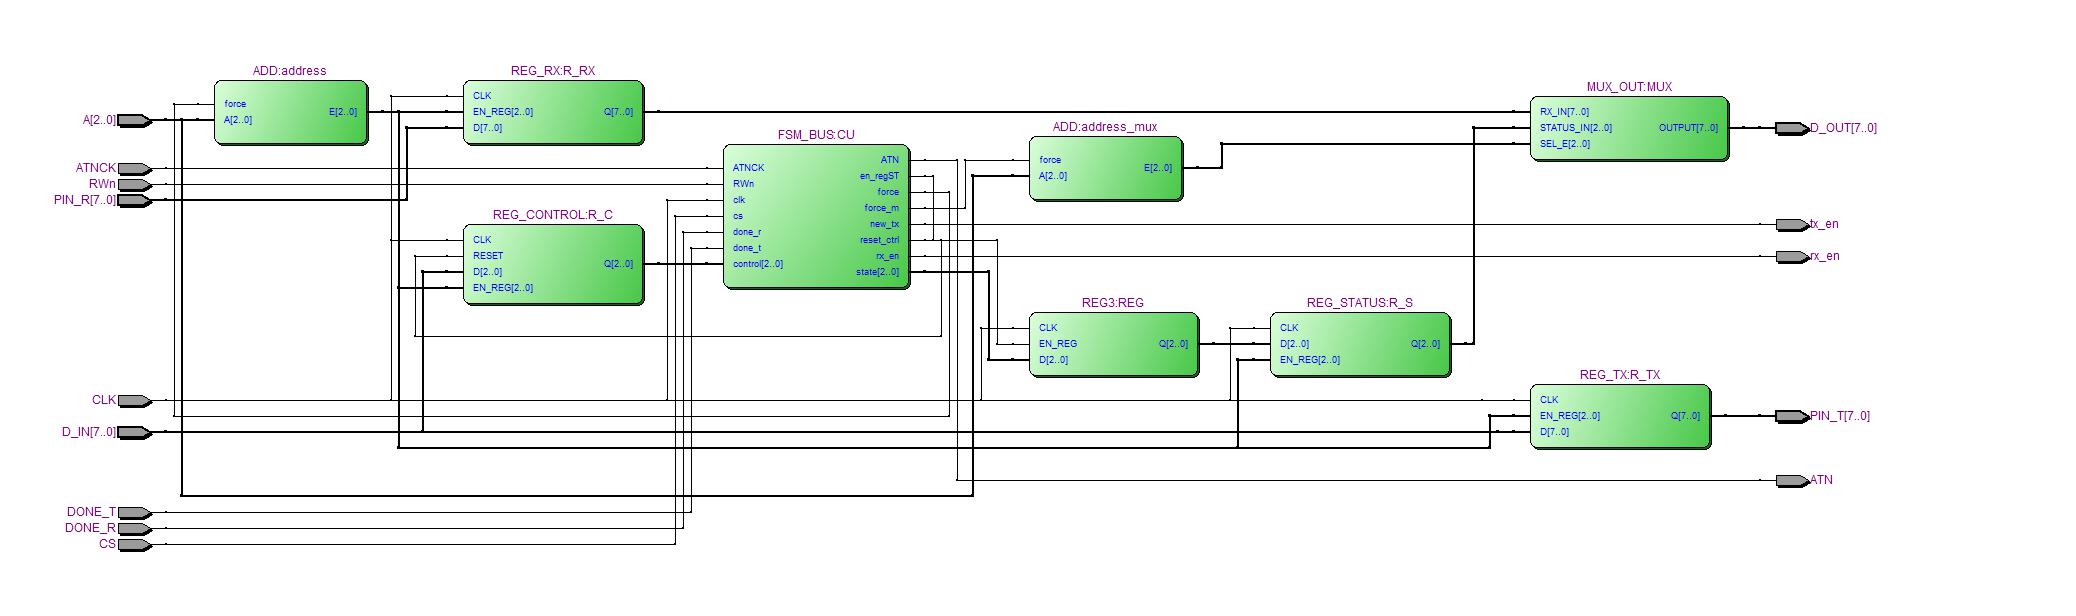 ADD:address
force
A[2..0]
E[2..0]
REG_RX:R_RX
CLK
EN_REG[2..0]
D[7..0]
Q[7..0]
REG_CONTROL:R_C
CLK
RESET
D[2..0]
EN_REG[2..0]
Q[2..0]
FSM_BUS:CU
ATNCK
RWn
clk
cs
done_r
done_t
control[2..0]
ATN
en_regST
force
force_m
new_tx
reset_ctrl
rx_en
state[2..0]
ADD:address_mux
force
A[2..0]
E[2..0]
REG3:REG
CLK
EN_REG
D[2..0]
Q[2..0]
REG_STATUS:R_S
CLK
D[2..0]
EN_REG[2..0]
Q[2..0]
MUX_OUT:MUX
RX_IN[7..0]
STATUS_IN[2..0]
SEL_E[2..0]
OUTPUT[7..0]
REG_TX:R_TX
CLK
EN_REG[2..0]
D[7..0]
Q[7..0]
A[2..0]
ATNCK
RWn
PIN_R[7..0]
CLK
D_IN[7..0]
DONE_T
DONE_R
CS
D_OUT[7..0]
tx_en
rx_en
PIN_T[7..0]
ATN